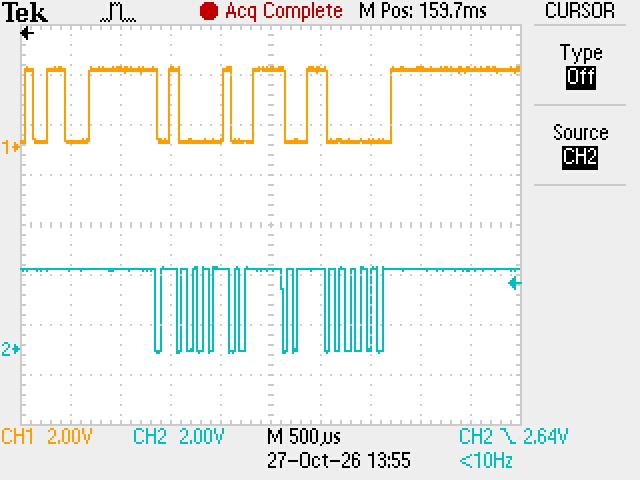 Tek Acq Complete M Pos: 159.7ms CURSOR
Type
Off
Source
CH2
1
2
CH1 2.00V CH2 2.00V M 500µs CH2 2.64V
27-Oct-26 13:55 <10Hz